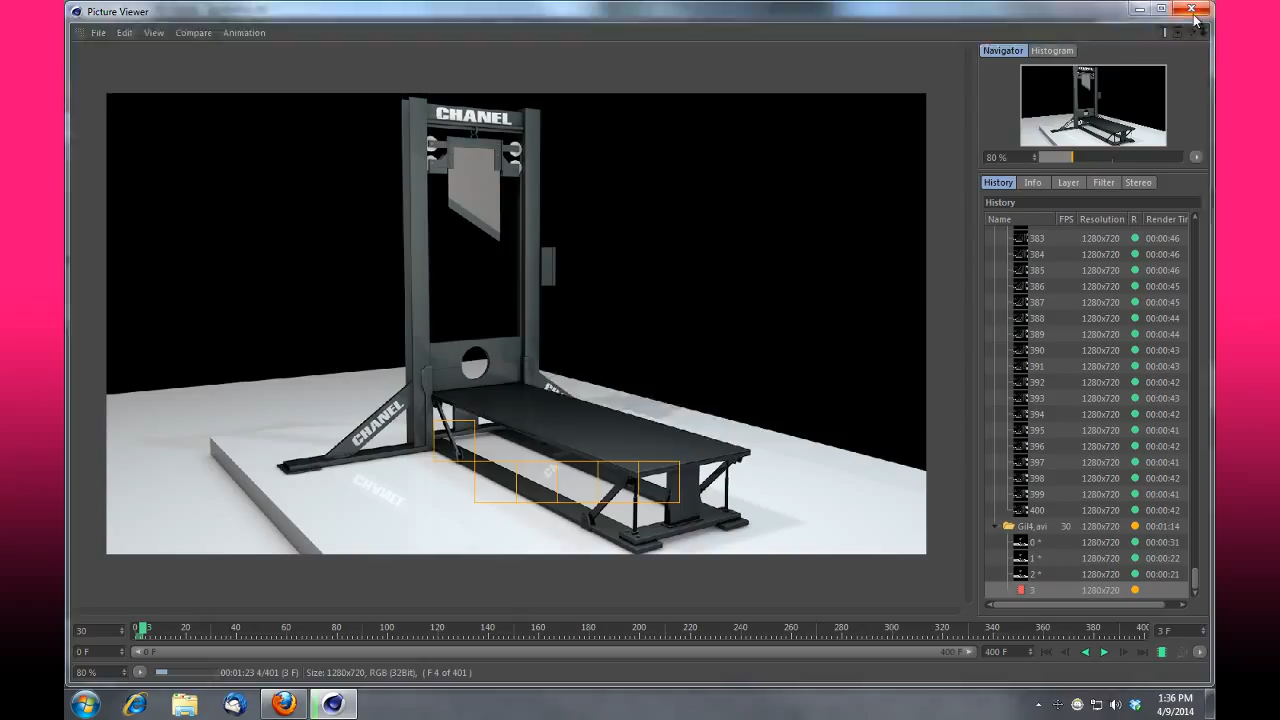 Picture Viewer
File Edit View Compare Animation
Navigator Histogram
CHANEL
80 %
History Info Layer Filter Stereo
History
Name FPS Resolution R Render Tir
383 1280x720 00:00:46
384 1280x720 00:00:46
385 1280x720 00:00:46
386 1280x720 00:00:45
387 1280x720 00:00:45
388 1280x720 00:00:44
389 1280x720 00:00:44
390 1280x720 00:00:43
391 1280x720 00:00:43
392 1280x720 00:00:42
393 1280x720 00:00:42
394 1280x720 00:00:42
395 1280x720 00:00:41
396 1280x720 00:00:42
397 1280x720 00:00:41
398 1280x720 00:00:42
399 1280x720 00:00:41
400 1280x720 00:00:42
Gil4_avi 30 1280x720 00:01:14
0 * 1280x720 00:00:31
1 * 1280x720 00:00:22
2 * 1280x720 00:00:21
3 1280x720
CHANEL
30 0 3 20 40 60 80 100 120 140 160 180 200 220 240 260 280 300 320 340 360 380 40 3 F
0 F 0 F 400 F 400 F
80 % 00:01:23 4/401 (3 F) Size: 1280x720, RGB (32Bit), ( F 4 of 401 )
1:36 PM
4/9/2014